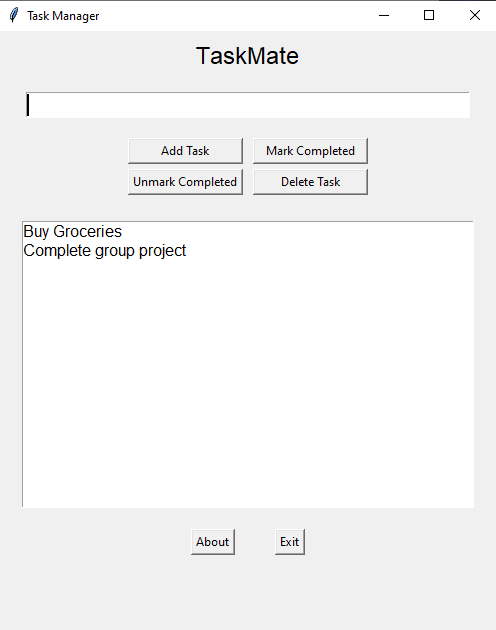 Task Manager
TaskMate
Add Task Mark Completed
Unmark Completed Delete Task
Buy Groceries
Complete group project
About Exit